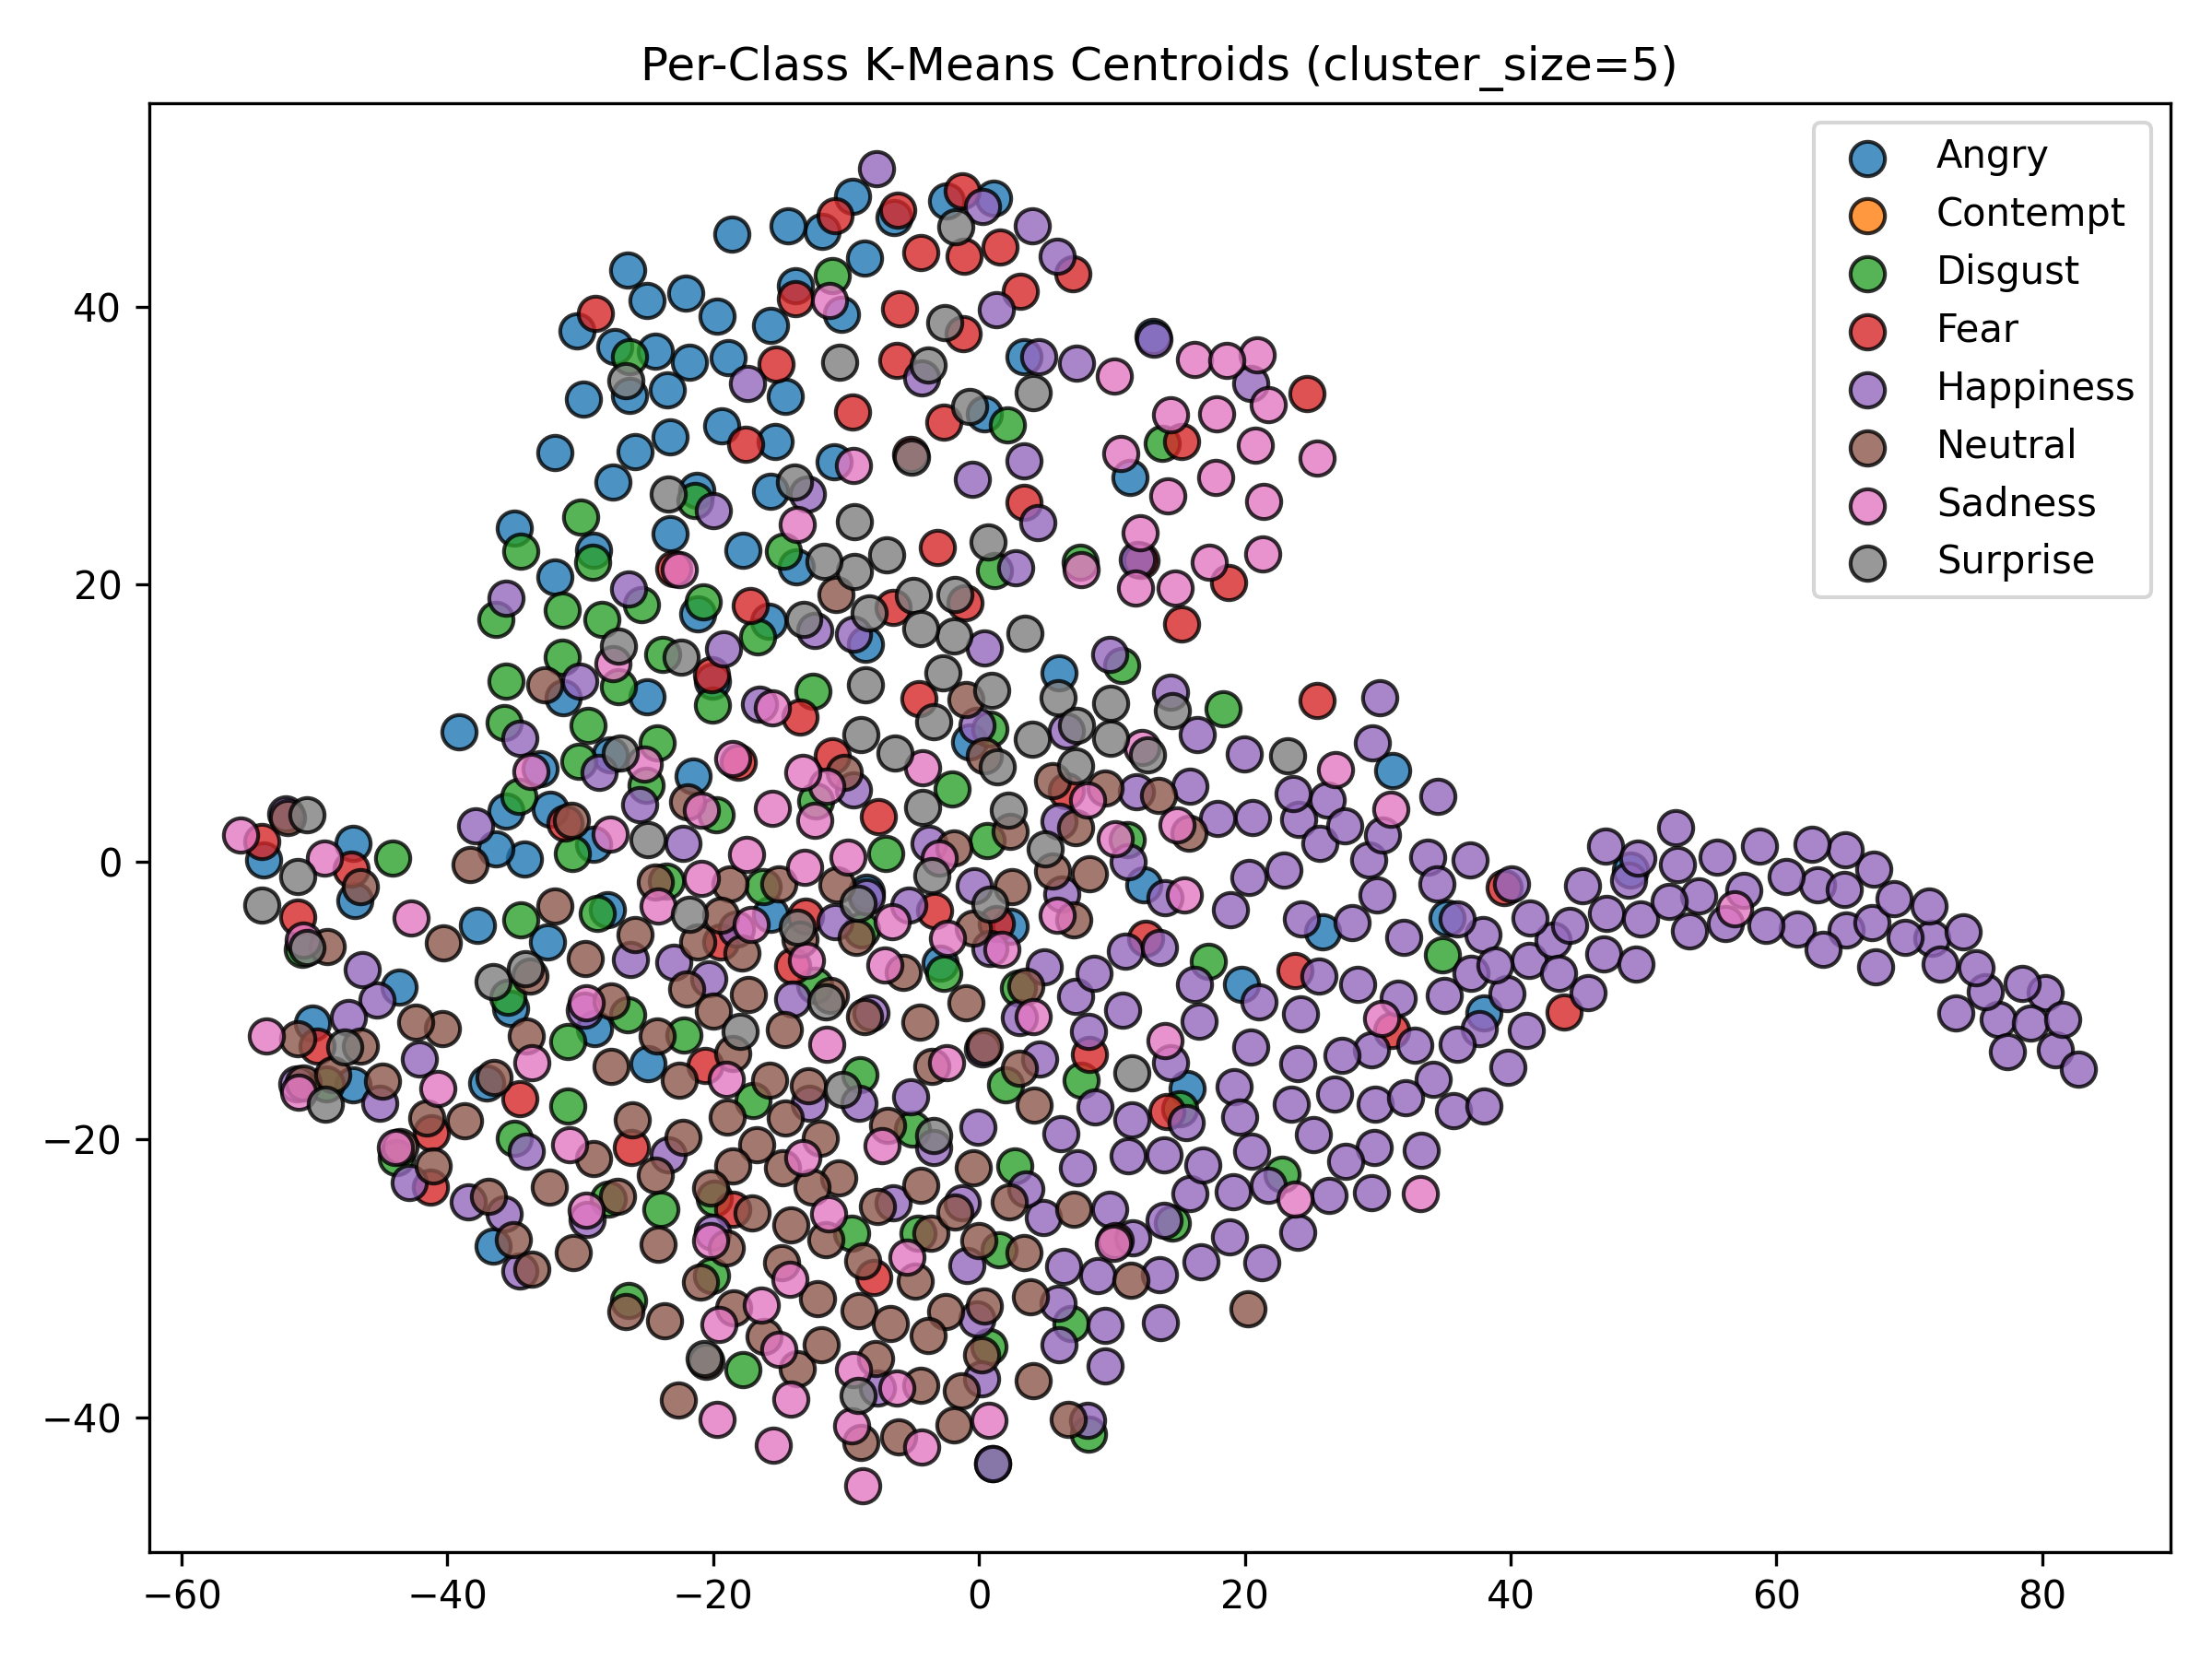 Per-Class K-Means Centroids (cluster_size=5)
Angry
Contempt
Disgust
Fear
Happiness
Neutral
Sadness
Surprise
40
20
0
−20
−40
−60
−40
−20
0
20
40
60
80